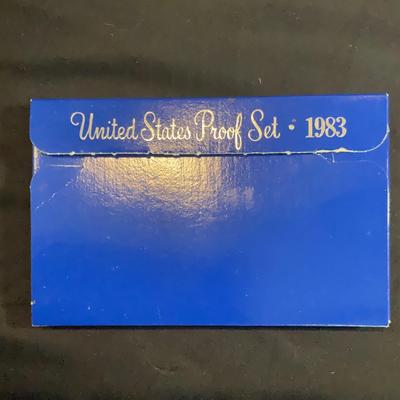 United States Proof Set • 1983